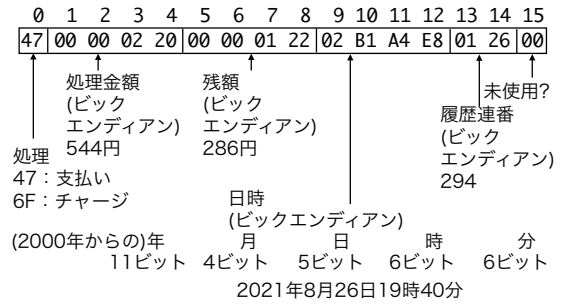 0 1 2 3 4 5 6 7 8 9 10 11 12 13 14 15
47 00 00 02 20 00 00 01 22 02 B1 A4 E8 01 26 00
処理金額
(ビック
エンディアン)
544円
残額
(ビック
エンディアン)
286円
未使用?
履歴連番
(ビック
エンディアン)
294
処理
47：支払い
6F：チャージ
日時
(ビックエンディアン)
(2000年からの)年 月 日 時 分
11ビット 4ビット 5ビット 6ビット 6ビット
2021年8月26日19時40分